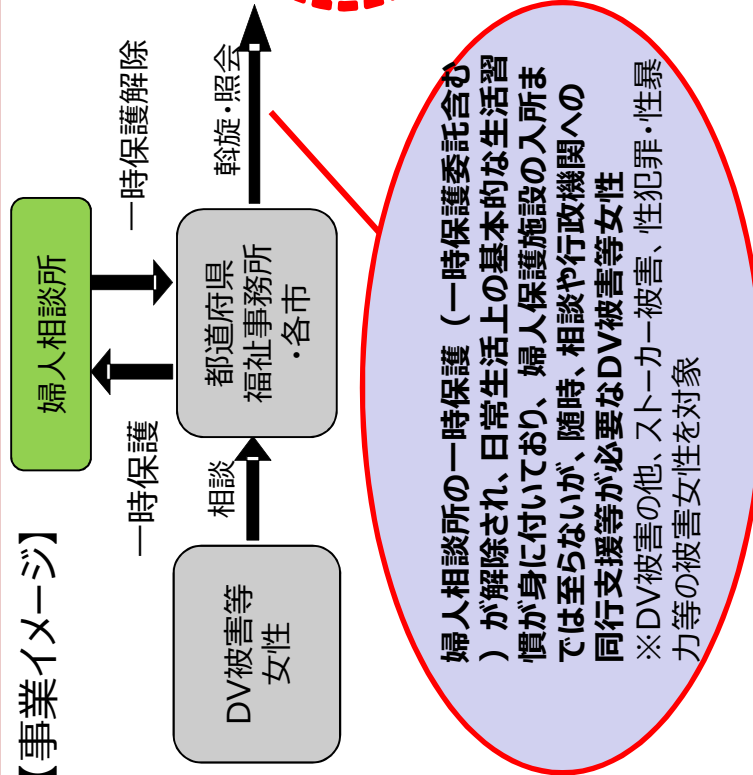 【事業イメージ】
婦人相談所
一時保護
一時保護解除
DV被害等
女性
相談
都道府県
福祉事務所
・各市
斡旋・照会
婦人相談所の一時保護（一時保護委託含む
）が解除され、日常生活上の基本的な生活習
慣が身に付いており、婦人保護施設の入所ま
では至らないが、随時、相談や行政機関への
同行支援等が必要なDV被害等女性
※DV被害の他、ストーカー被害、性犯罪・性暴
力等の被害女性を対象